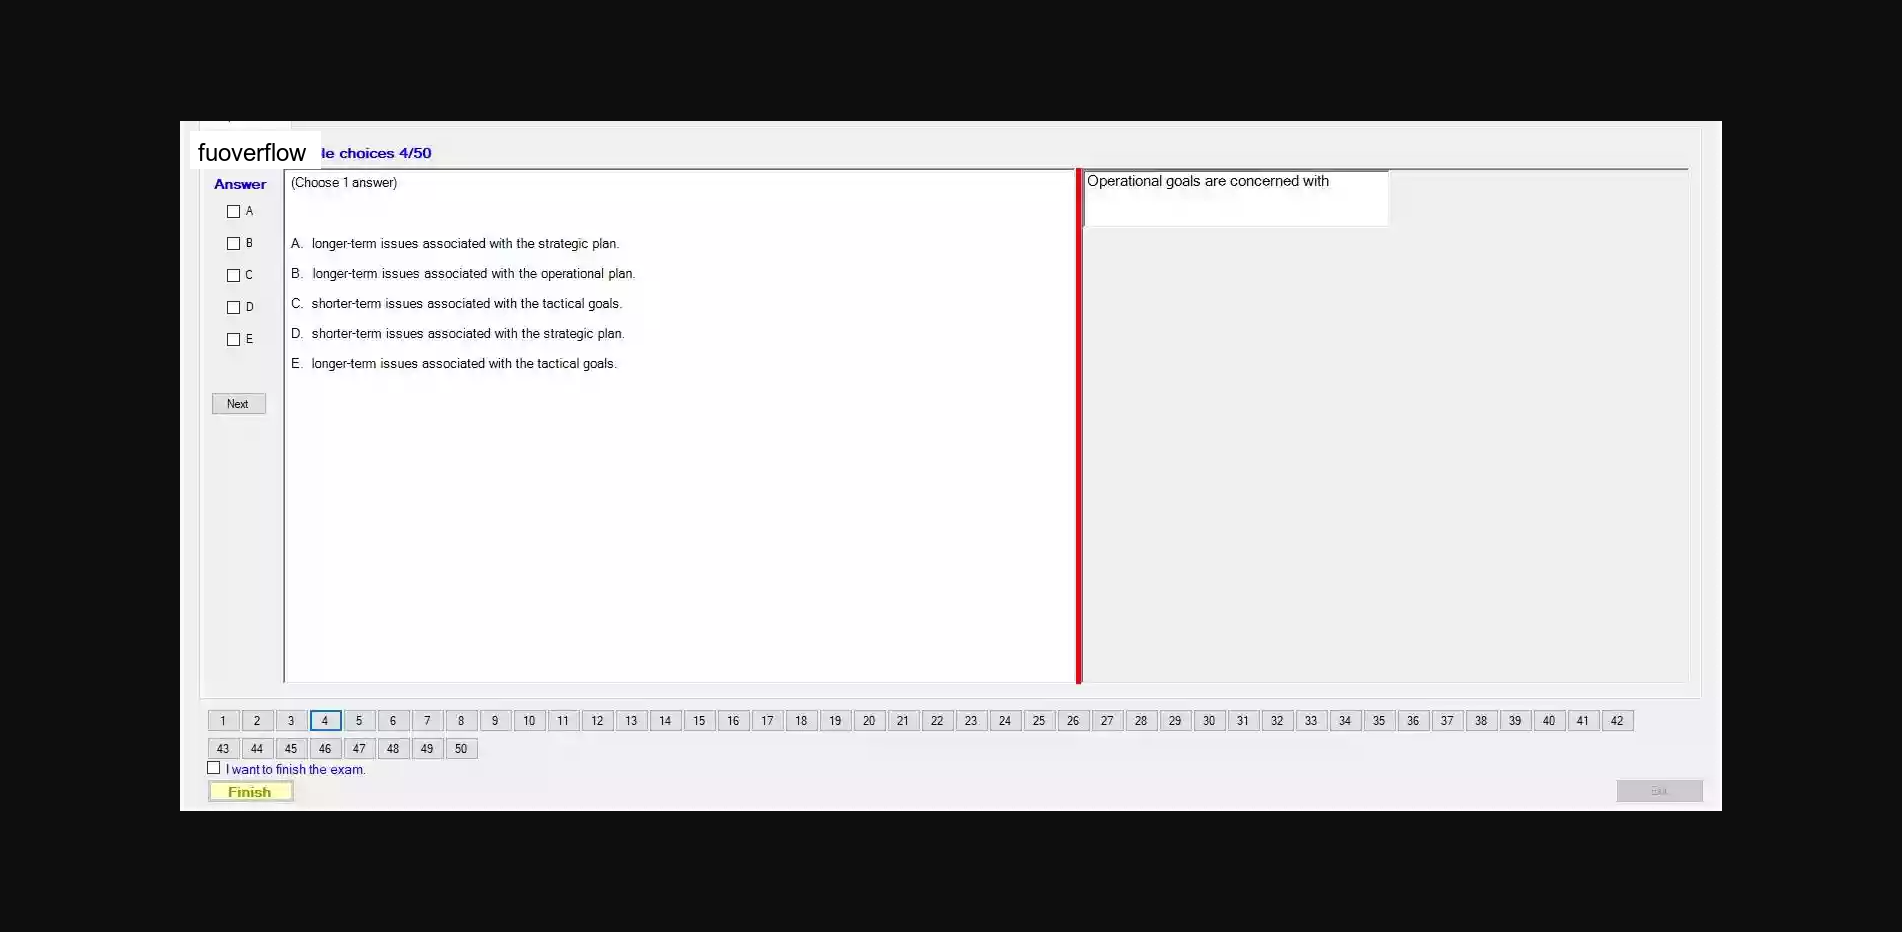 fuoverflow le choices 4/50
Answer
(Choose 1 answer)
A
B
C
D
E
Next
A. longer-term issues associated with the strategic plan.
B. longer-term issues associated with the operational plan.
C. shorter-term issues associated with the tactical goals.
D. shorter-term issues associated with the strategic plan.
E. longer-term issues associated with the tactical goals.
Operational goals are concerned with
1 2 3 4 5 6 7 8 9 10 11 12 13 14 15 16 17 18 19 20 21 22 23 24 25 26 27 28 29 30 31 32 33 34 35 36 37 38 39 40 41 42
43 44 45 46 47 48 49 50
I want to finish the exam.
Finish
Exit